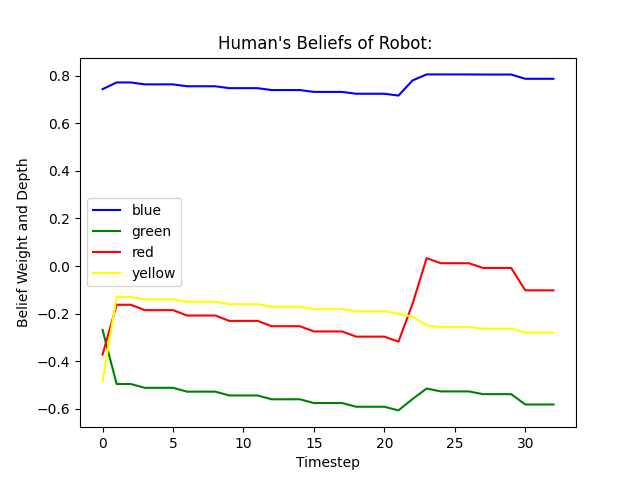 Human's Beliefs of Robot:
Belief Weight and Depth
0.8
0.6
0.4
0.2
0.0
−0.2
−0.4
−0.6
blue
green
red
yellow
0 5 10 15 20 25 30
Timestep